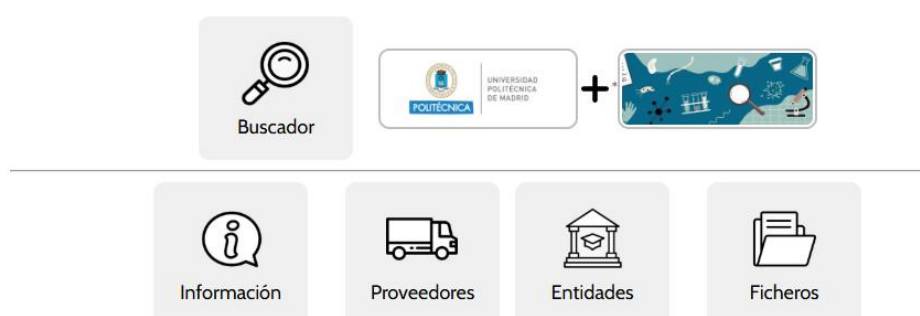 Buscador
POLITÉCNICA
UNIVERSIDAD
POLITÉCNICA
DE MADRID
+
Información
Proveedores
Entidades
Ficheros